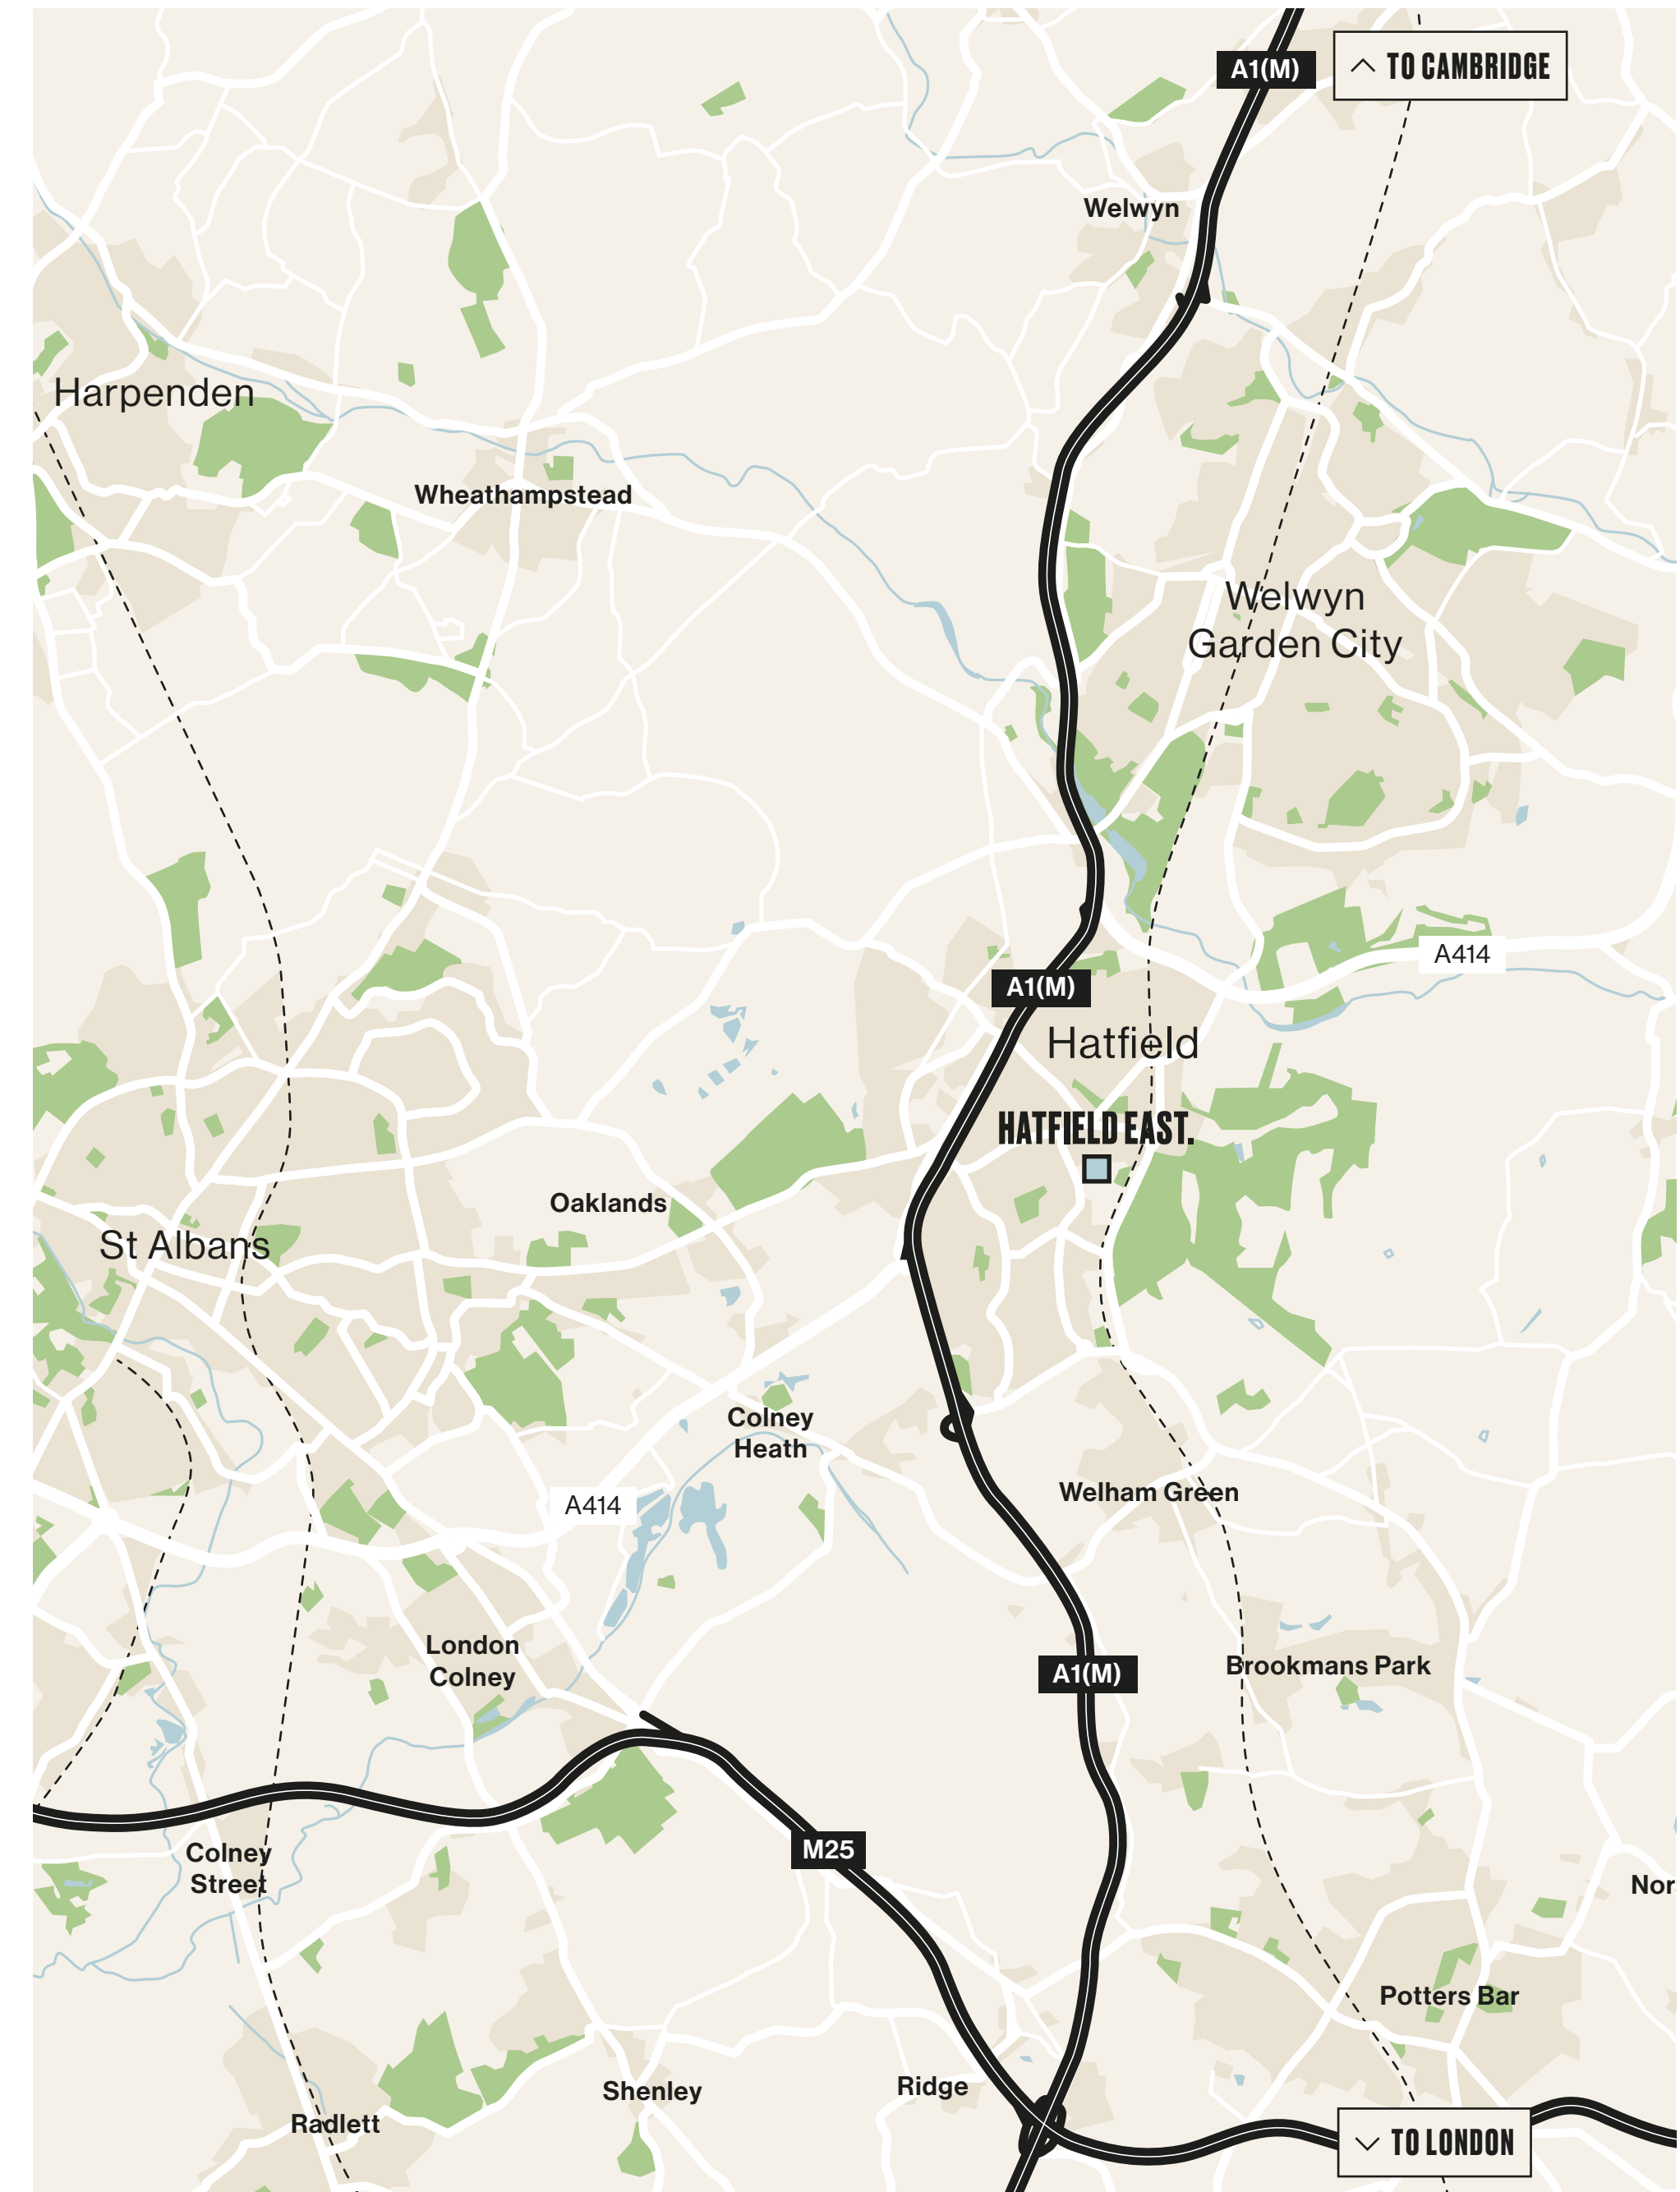 A1(M)
TO CAMBRIDGE
Welwyn
Harpenden
Wheathampstead
Welwyn
Garden City
A414
A1(M)
Hatfield
HATFIELD EAST.
Oaklands
St Albans
Colney
Heath
Welham Green
A414
London
Colney
Brookmans Park
A1(M)
M25
Colney
Street
Nor
Potters Bar
Ridge
Shenley
Radlett
TO LONDON